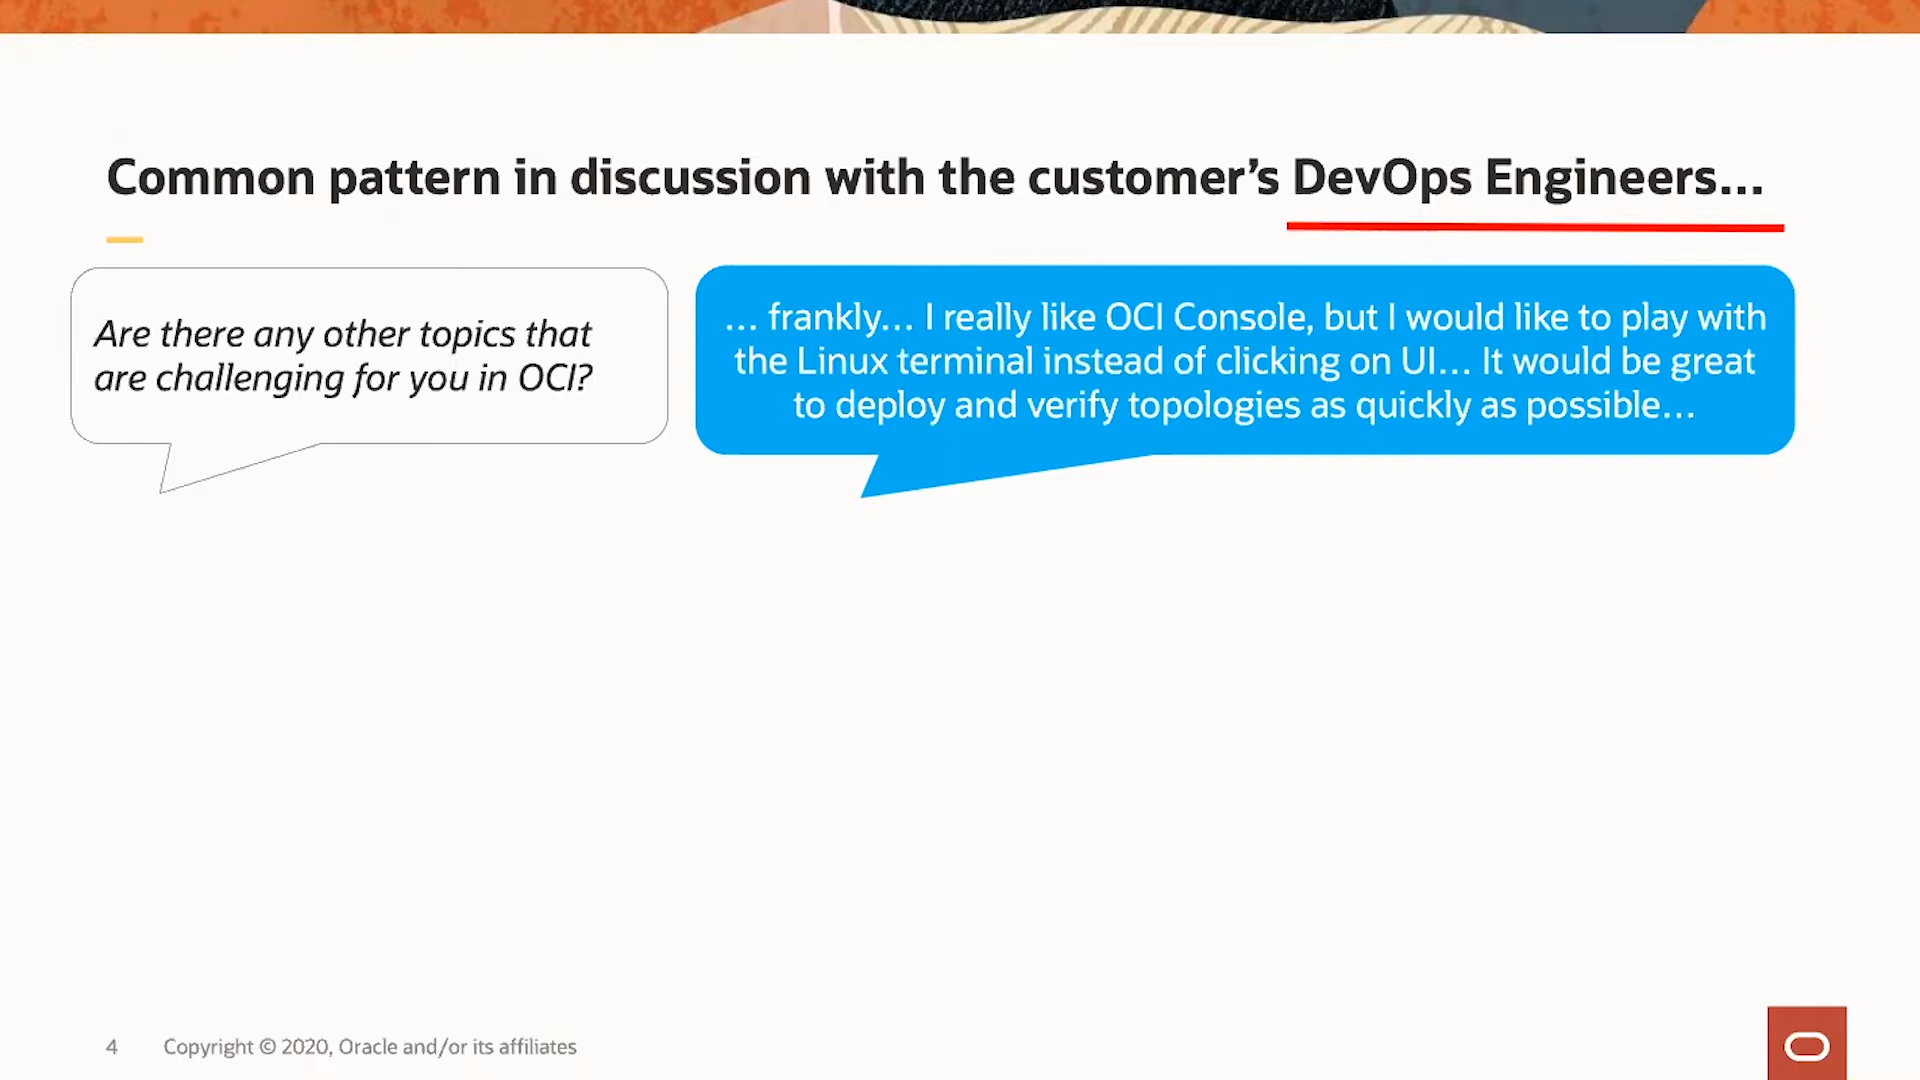 Common pattern in discussion with the customer’s DevOps Engineers…
Are there any other topics that
are challenging for you in OCI?
… frankly… I really like OCI Console, but I would like to play with
the Linux terminal instead of clicking on UI… It would be great
to deploy and verify topologies as quickly as possible…
4 Copyright © 2020, Oracle and/or its affiliates